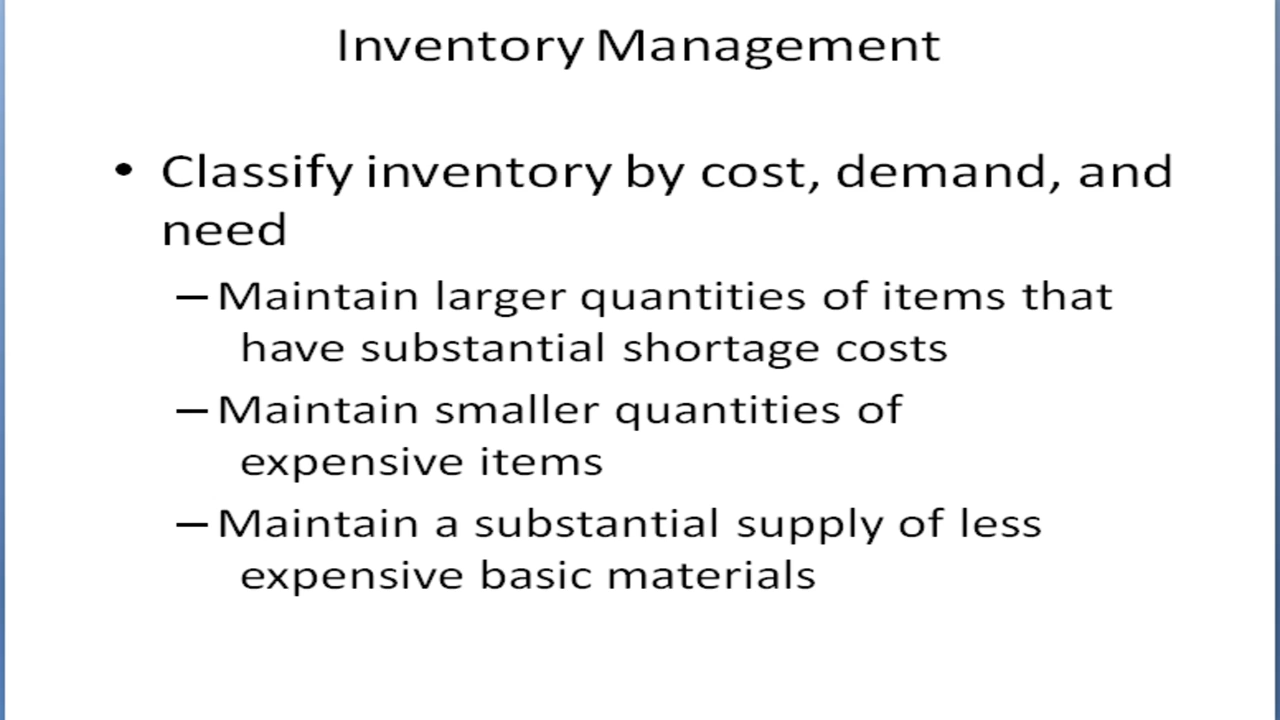 Inventory Management
• Classify inventory by cost, demand, and
need
– Maintain larger quantities of items that
have substantial shortage costs
– Maintain smaller quantities of
expensive items
– Maintain a substantial supply of less
expensive basic materials